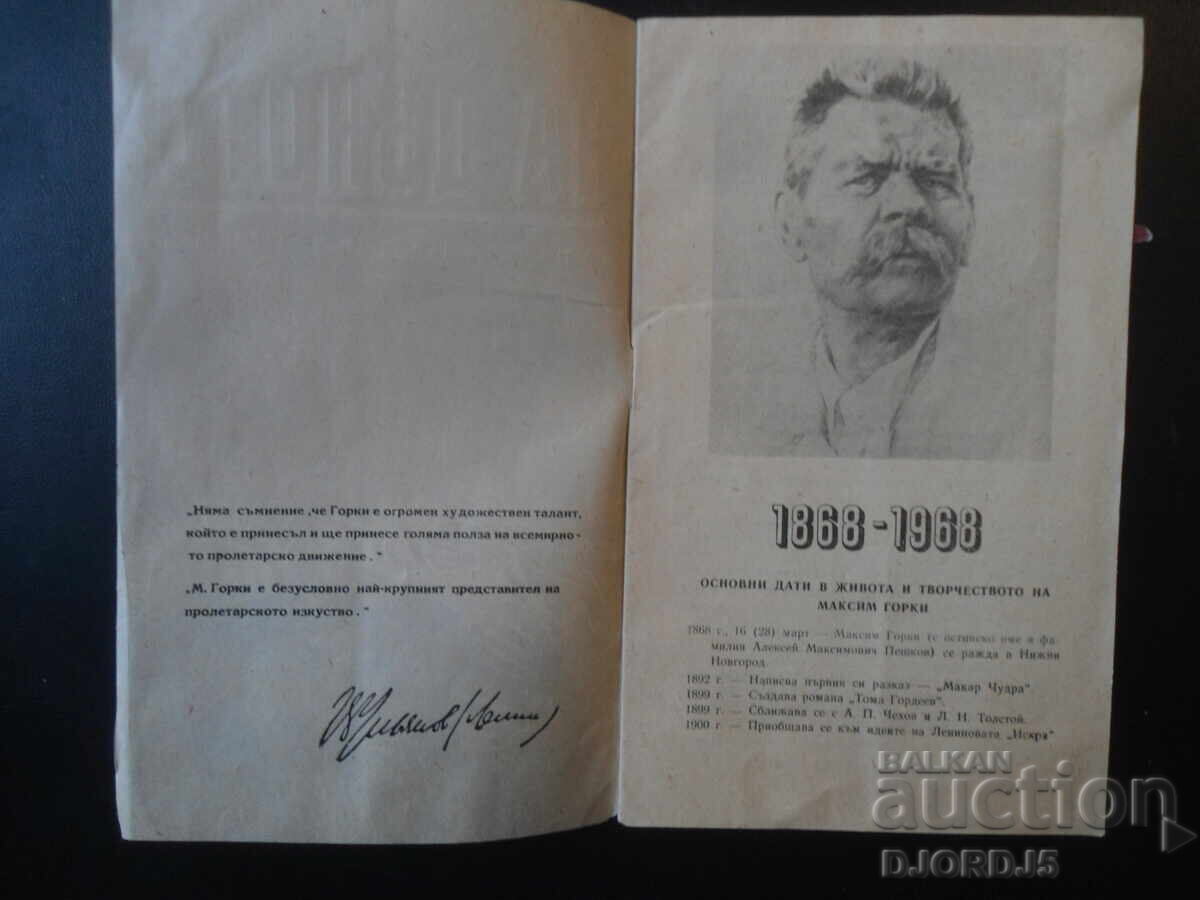 „Няма съмнение ,че Горки е огромен художествен талант,
който е принесъл и ще принесе голяма полза на всемирно-
то пролетарско движение . "
„М. Горки е безусловно най-крупният представител на
пролетарското изкуство . "
1868-1968
ОСНОВНИ ДАТИ В ЖИВОТА И ТВОРЧЕСТВОТО НА
МАКСИМ ГОРКИ
1868 г., 16 (28) март — Максим Горки (с истинско име и фа-
милия Алексей Максимович Пешков) се ражда в Нижни
Новгород.
1892 г. — Написва първия си разказ — „Макар Чудра".
1899 г. — Създава романа „Тома Гордеев".
1899 г. — Сближава се с А. П. Чехов и Л. Н. Толстой.
1900 г. — Приобщава се към идеите на Лениновата „Искра"
BALKAN
auction
DJORDJ5